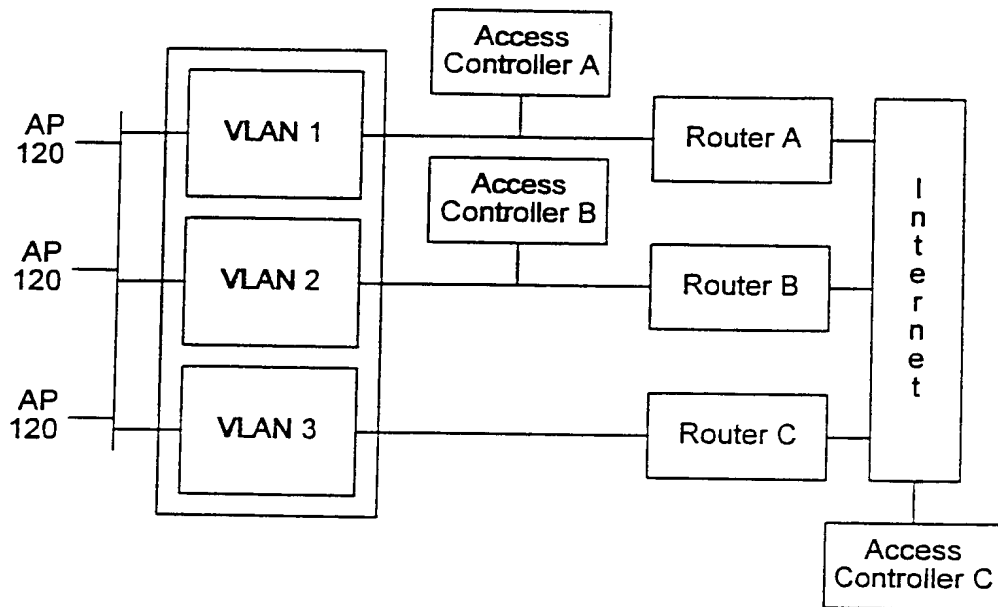 Access
Controller A
AP
120
VLAN 1
Router A
Access
Controller B
AP
120
VLAN 2
Router B
Internet
AP
120
VLAN 3
Router C
Access
Controller C